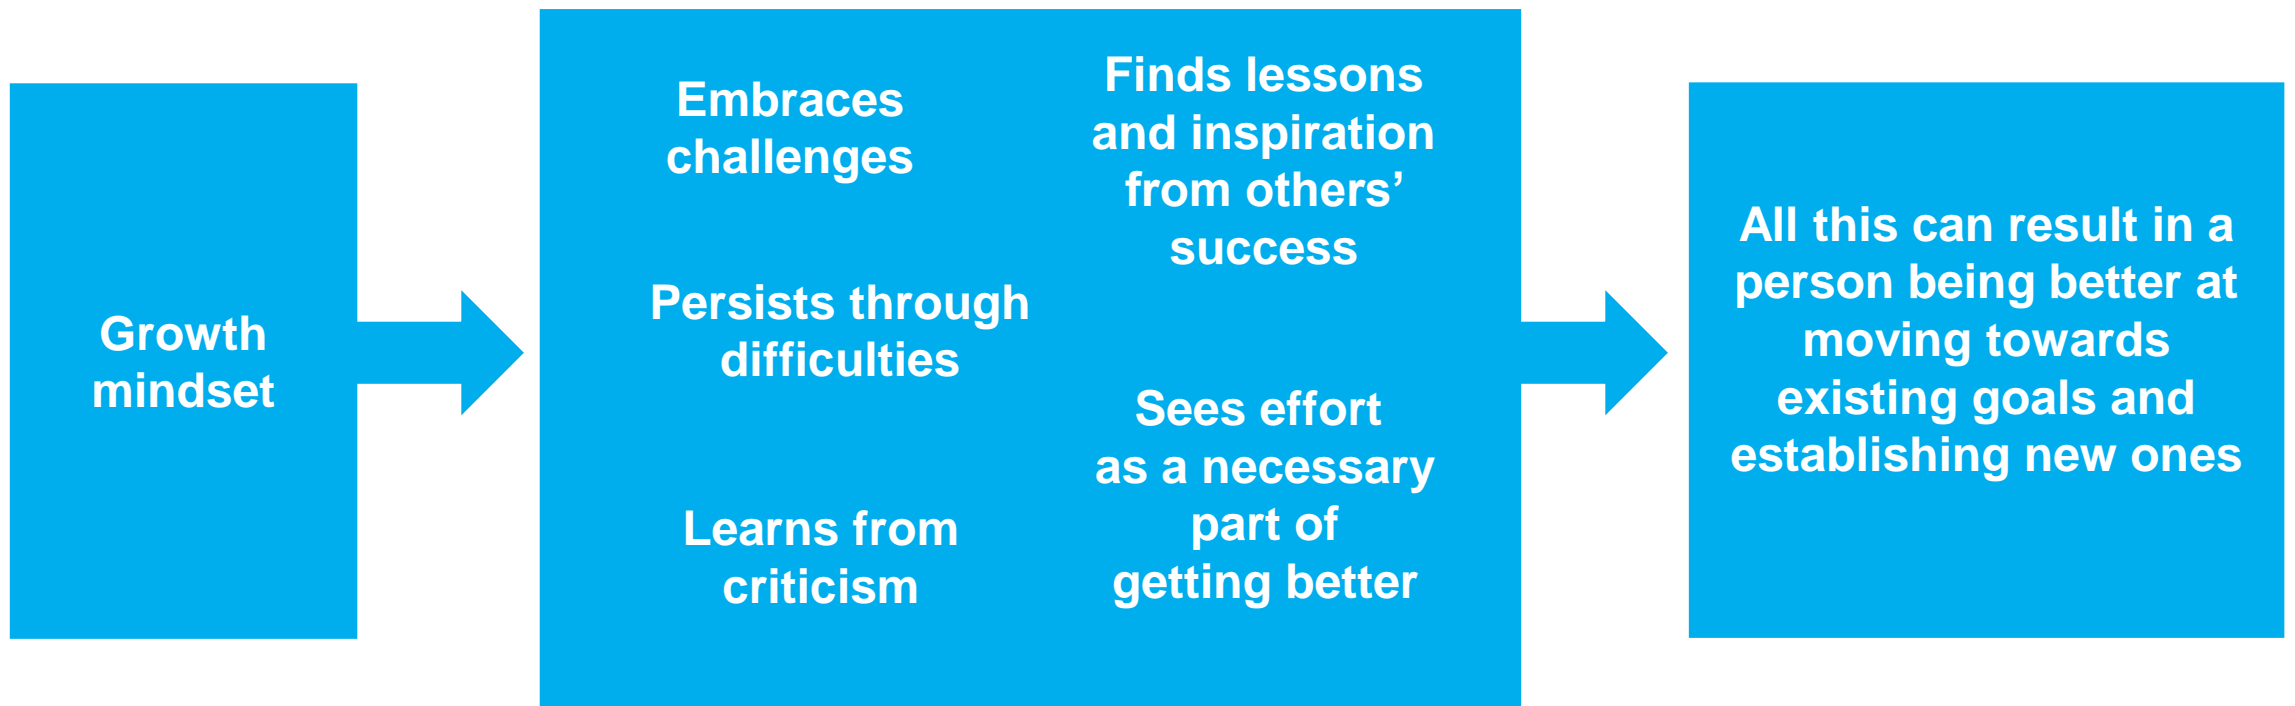 Growth
mindset
Embraces
challenges
Persists through
difficulties
Learns from
criticism
Finds lessons
and inspiration
from others’
success
Sees effort
as a necessary
part of
getting better
All this can result in a
person being better at
moving towards
existing goals and
establishing new ones